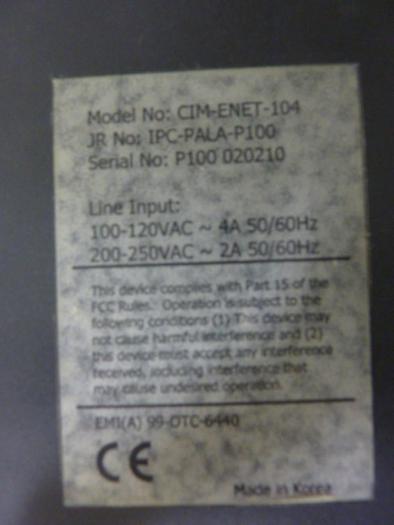 Model No: CIM-ENET-104
JR No: IPC-PALA-P100
Serial No: P100 020210
Line Input:
100-120VAC ~ 4A 50/60Hz
200-250VAC ~ 2A 50/60Hz
This device complies with Part 15 of the
FCC Rules. Operation is subject to the
following conditions (1) This device may
not cause harmful interference and (2)
this device must accept any interference
received, including interference that
may cause undesired operation.
EMI(A) 99-OTC-6440
CE
Made in Korea